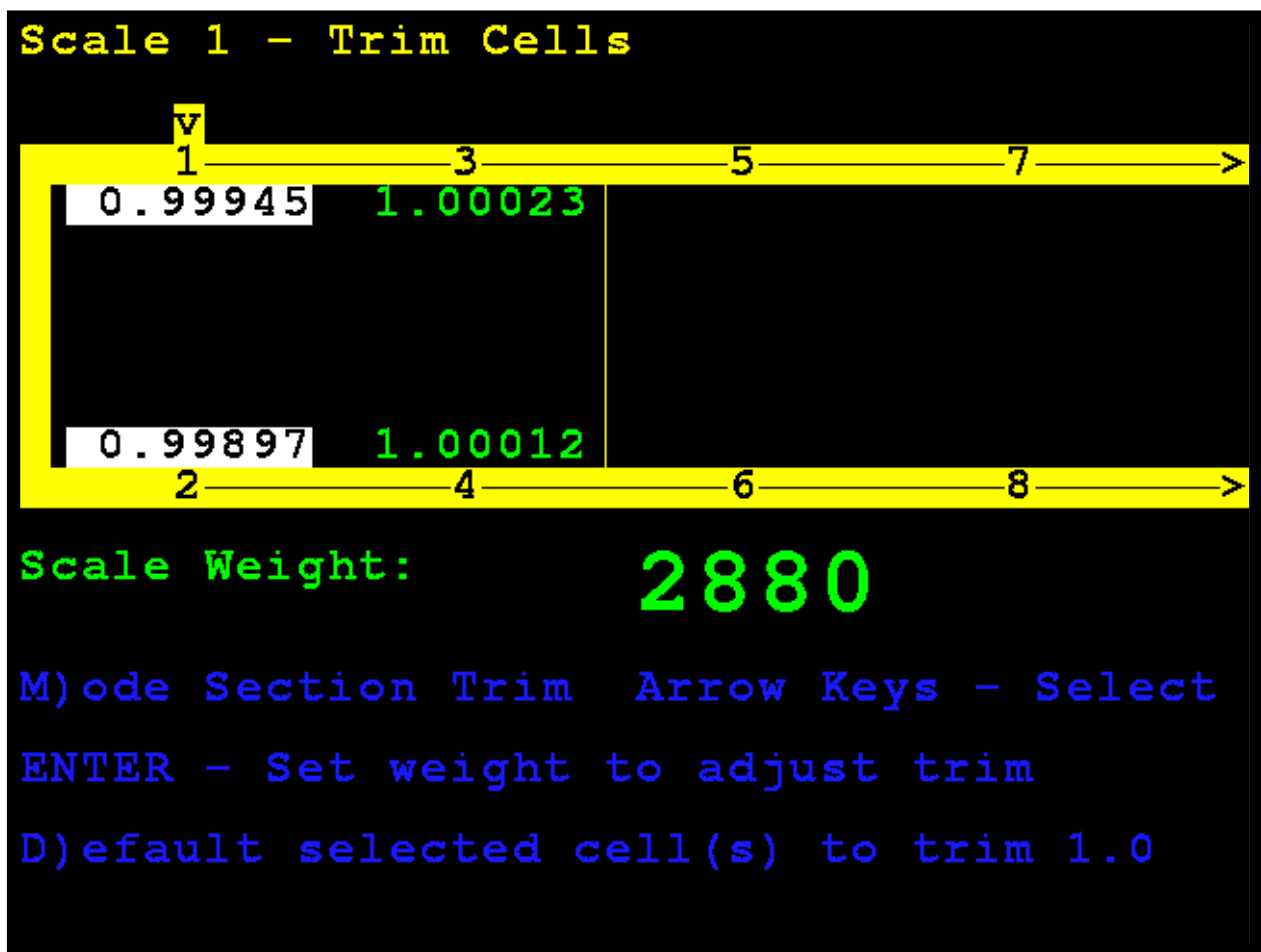 Scale 1 - Trim Cells
v
1 3 5 7 >
0.99945 1.00023
0.99897 1.00012
2 4 6 8 >
Scale Weight: 2880
M)ode Section Trim Arrow Keys - Select
ENTER - Set weight to adjust trim
D)efault selected cell(s) to trim 1.0